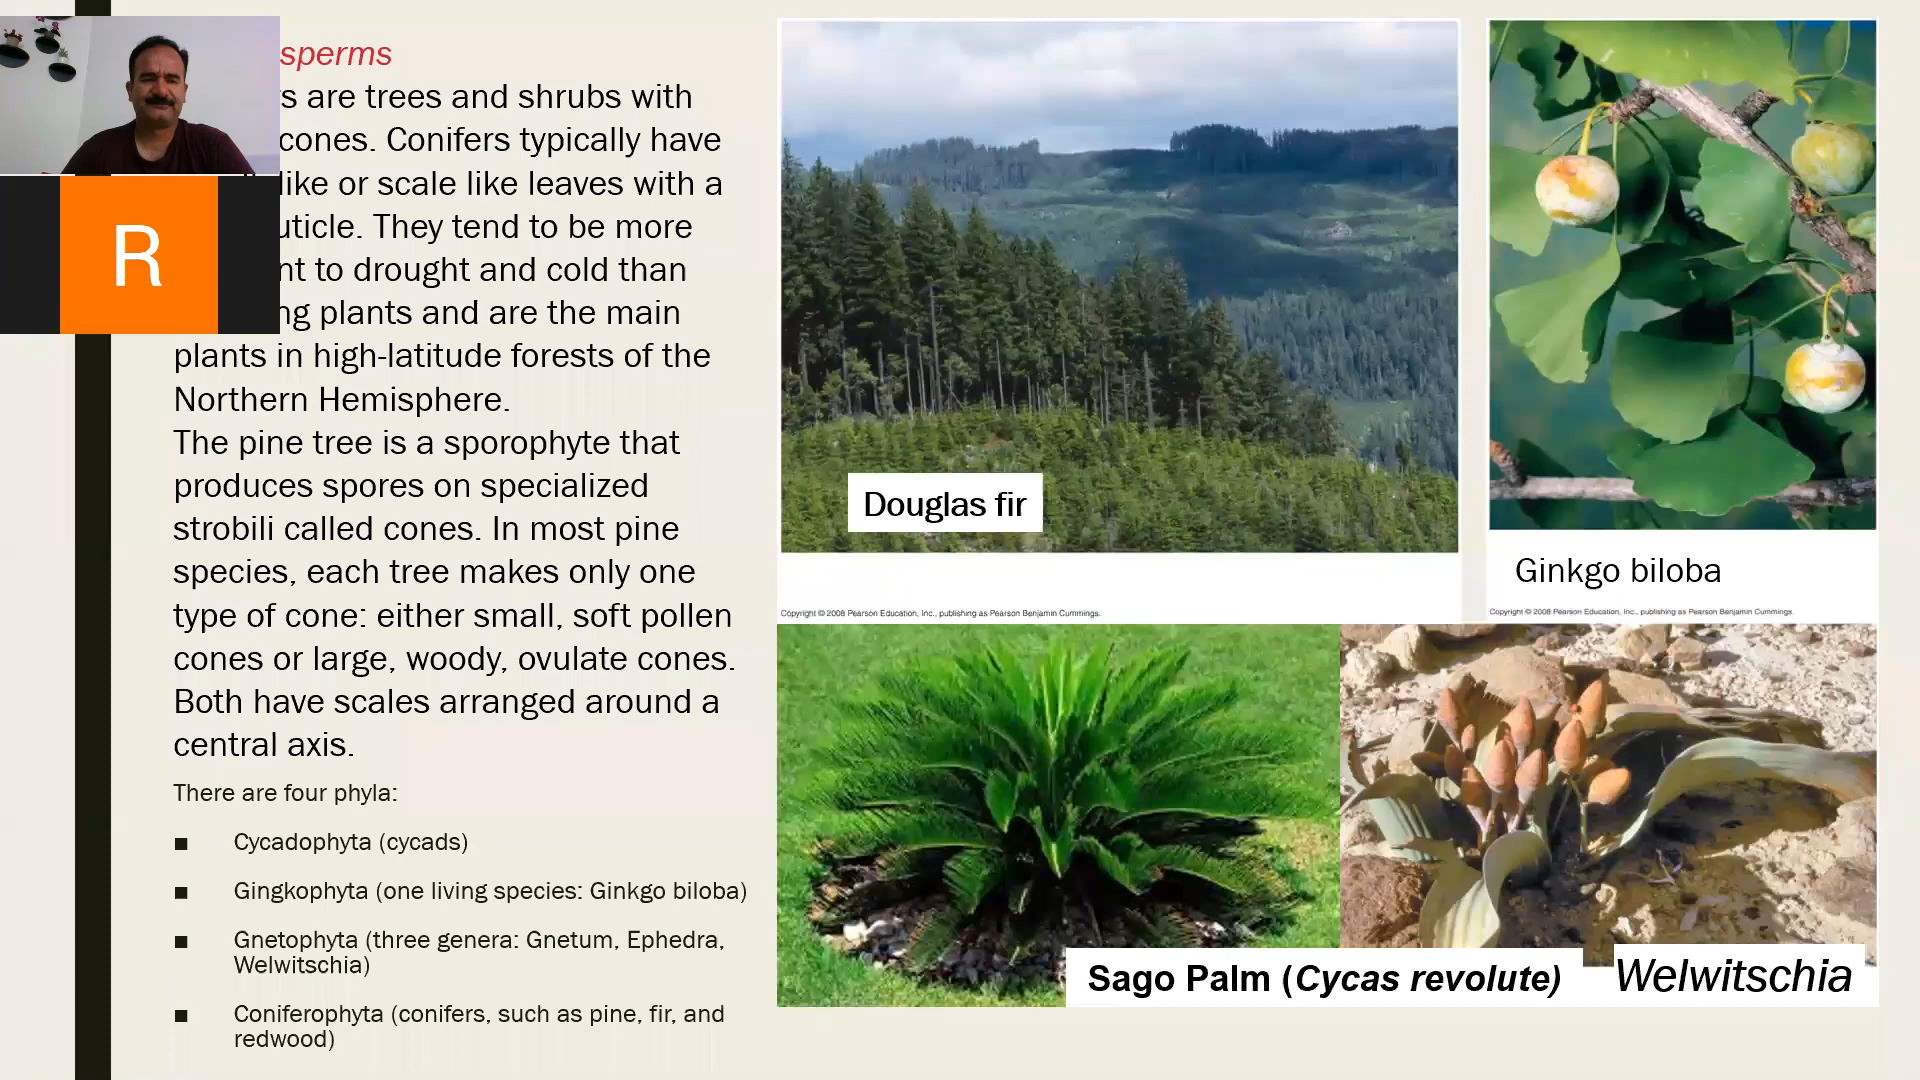 sperms
are trees and shrubs with
cones. Conifers typically have
like or scale like leaves with a
They tend to be more
to drought and cold than
plants and are the main
plants in high-latitude forests of the
Northern Hemisphere.
The pine tree is a sporophyte that
produces spores on specialized
strobili called cones. In most pine
species, each tree makes only one
type of cone: either small, soft pollen
cones or large, woody, ovulate cones.
Both have scales arranged around a
central axis.
There are four phyla:
■ Cycadophyta (cycads)
■ Gingkophyta (one living species: Ginkgo biloba)
■ Gnetophyta (three genera: Gnetum, Ephedra,
Welwitschia)
■ Coniferophyta (conifers, such as pine, fir, and
redwood)
R
Douglas fir
Copyright © 2008 Pearson Education, Inc., publishing as Pearson Benjamin Cummings.
Ginkgo biloba
Copyright © 2008 Pearson Education, Inc., publishing as Pearson Benjamin Cummings.
Sago Palm (Cycas revolute)
Welwitschia